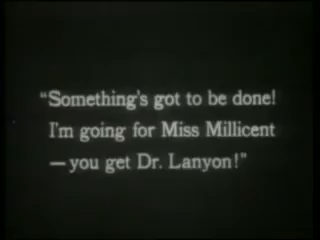 "Something's got to be done!
I'm going for Miss Millicent
—you get Dr. Lanyon!"